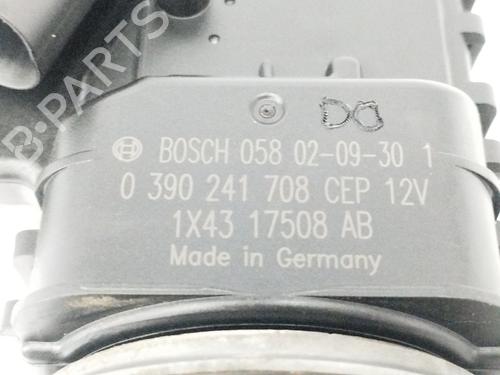 B-PARTS
DO
BOSCH 058 02-09-30 1
0 390 241 708 CEP 12V
1X43 17508 AB
Made in Germany